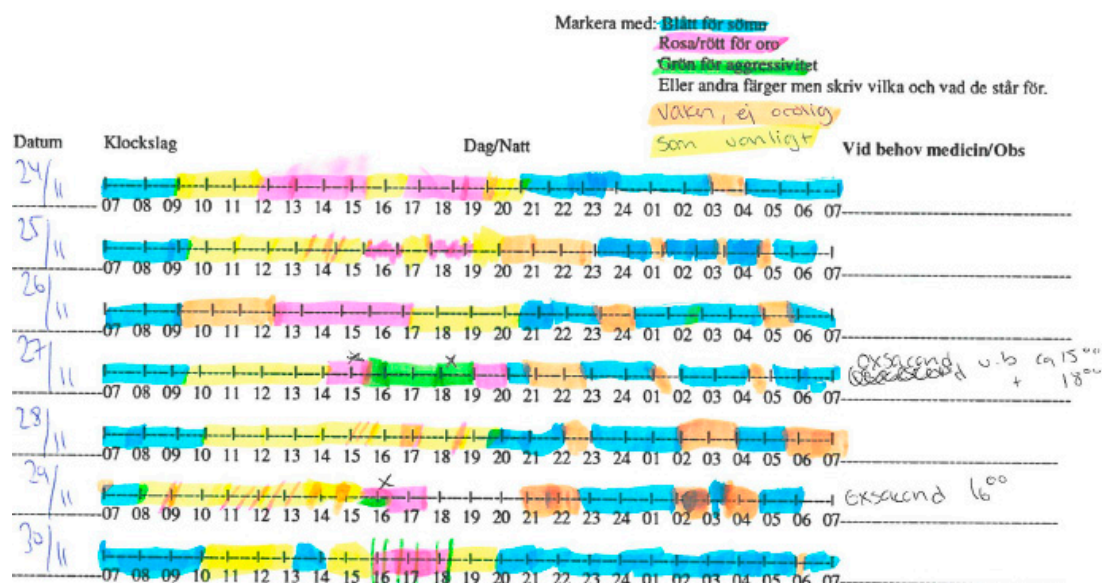 Markera med: Blått för sömn
Rosa/rött för oro
Grön för aggressivitet
Eller andra färger men skriv vilka och vad de står för.
Vaken, ej orolig
Som vanligt
Datum Klockslag Dag/Natt Vid behov medicin/Obs
24/11
07 08 09 10 11 12 13 14 15 16 17 18 19 20 21 22 23 24 01 02 03 04 05 06 07
25/11
07 08 09 10 11 12 13 14 15 16 17 18 19 20 21 22 23 24 01 02 03 04 05 06 07
26/11
07 08 09 10 11 12 13 14 15 16 17 18 19 20 21 22 23 24 01 02 03 04 05 06 07
27/11 x x exsacand v.b ca 15⁰⁰
+ 18⁰⁰
07 08 09 10 11 12 13 14 15 16 17 18 19 20 21 22 23 24 01 02 03 04 05 06 07
28/11
07 08 09 10 11 12 13 14 15 16 17 18 19 20 21 22 23 24 01 02 03 04 05 06 07
29/11 x Exsacand 16⁰⁰
07 08 09 10 11 12 13 14 15 16 17 18 19 20 21 22 23 24 01 02 03 04 05 06 07
30/11
07 08 09 10 11 12 13 14 15 16 17 18 19 20 21 22 23 24 01 02 03 04 05 06 07